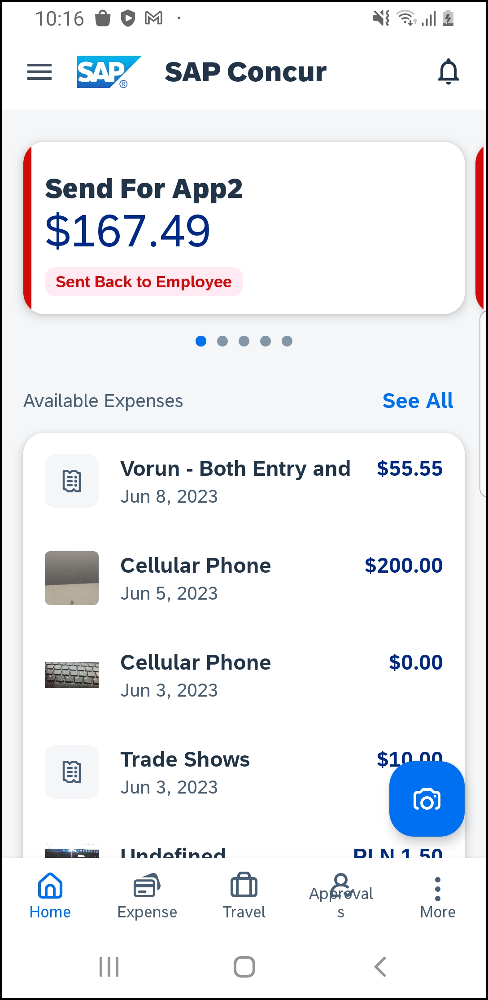 10:16
SAP ®
SAP Concur
Send For App2
$167.49
Sent Back to Employee
Available Expenses
See All
Vorun - Both Entry and
$55.55
Jun 8, 2023
Cellular Phone
$200.00
Jun 5, 2023
Cellular Phone
$0.00
Jun 3, 2023
Trade Shows
$10.00
Jun 3, 2023
DELL
Undefined
PLN 1.50
Home
Expense
Travel
Approval
s
More